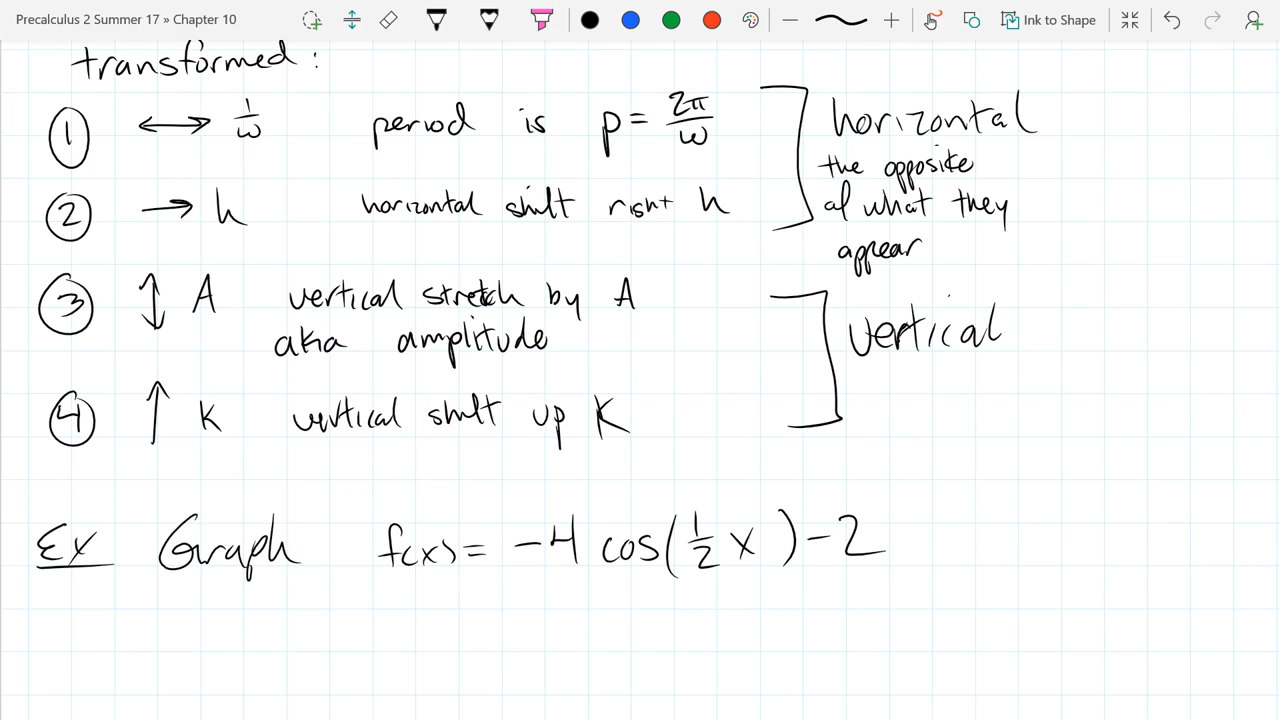 Precalculus 2 Summer 17 » Chapter 10
Ink to Shape
transformed:
① ↔ 1/ω period is p = 2π/ω
② → h horizontal shift right h
horizontal
the opposite
of what they
appear
③ ↕ A vertical stretch by A
aka amplitude
④ ↑ K vertical shift up K
vertical
Ex Graph f(x) = -4 cos(1/2 x) - 2